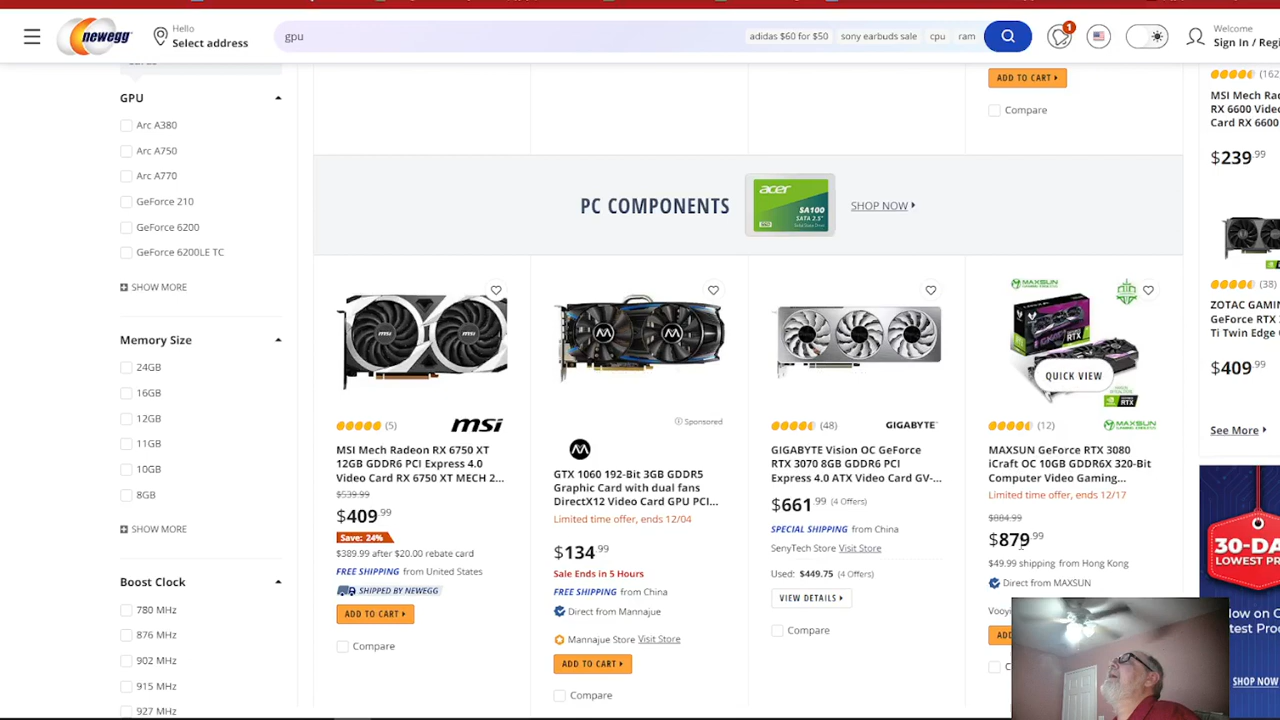 newegg
Hello
Select address
gpu
adidas $60 for $50
sony earbuds sale
cpu
ram
1
Welcome
Sign In / Regi
GPU
Arc A380
Arc A750
Arc A770
GeForce 210
GeForce 6200
GeForce 6200LE TC
SHOW MORE
Memory Size
24GB
16GB
12GB
11GB
10GB
8GB
SHOW MORE
Boost Clock
780 MHz
876 MHz
902 MHz
915 MHz
927 MHz
ADD TO CART
Compare
PC COMPONENTS
acer
SA100
SATA 2.5"
SHOP NOW
msi
(5)
msi
MSI Mech Radeon RX 6750 XT
12GB GDDR6 PCI Express 4.0
Video Card RX 6750 XT MECH 2...
$539.99
$409.99
Save: 24%
$389.99 after $20.00 rebate card
FREE SHIPPING from United States
SHIPPED BY NEWEGG
ADD TO CART
Compare
Sponsored
GTX 1060 192-Bit 3GB GDDR5
Graphic Card with dual fans
DirectX12 Video Card GPU PCI...
Limited time offer, ends 12/04
$134.99
Sale Ends in 5 Hours
FREE SHIPPING from China
Direct from Mannajue
Mannajue Store Visit Store
ADD TO CART
Compare
(48)
GIGABYTE
GIGABYTE Vision OC GeForce
RTX 3070 8GB GDDR6 PCI
Express 4.0 ATX Video Card GV-...
$661.99 (4 Offers)
SPECIAL SHIPPING from China
SenyTech Store Visit Store
Used: $449.75 (4 Offers)
VIEW DETAILS
Compare
MAXSUN
QUICK VIEW
RTX
(12)
MAXSUN
MAXSUN GeForce RTX 3080
iCraft OC 10GB GDDR6X 320-Bit
Computer Video Gaming...
Limited time offer, ends 12/17
$884.99
$879.99
$49.99 shipping from Hong Kong
Direct from MAXSUN
Vooy
ADD
C
(162
MSI Mech Ra
RX 6600 Vide
Card RX 6600
$239.99
(38)
ZOTAC GAMIN
GeForce RTX 3
Ti Twin Edge
$409.99
See More
30-DA
LOWEST PR
Now on C
test Produ
SHOP NOW